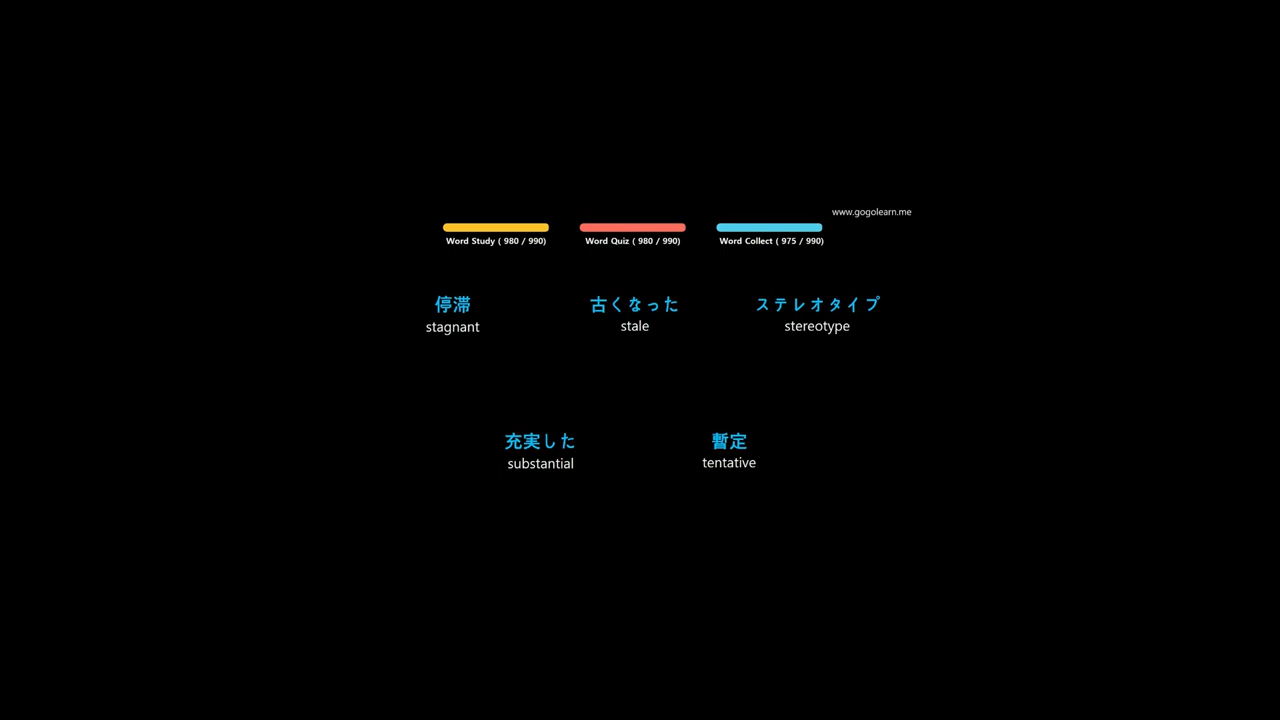 www.gogolearn.me
Word Study ( 980 / 990)
Word Quiz ( 980 / 990)
Word Collect ( 975 / 990)
停滞
stagnant
古くなった
stale
ステレオタイプ
stereotype
充実した
substantial
暫定
tentative